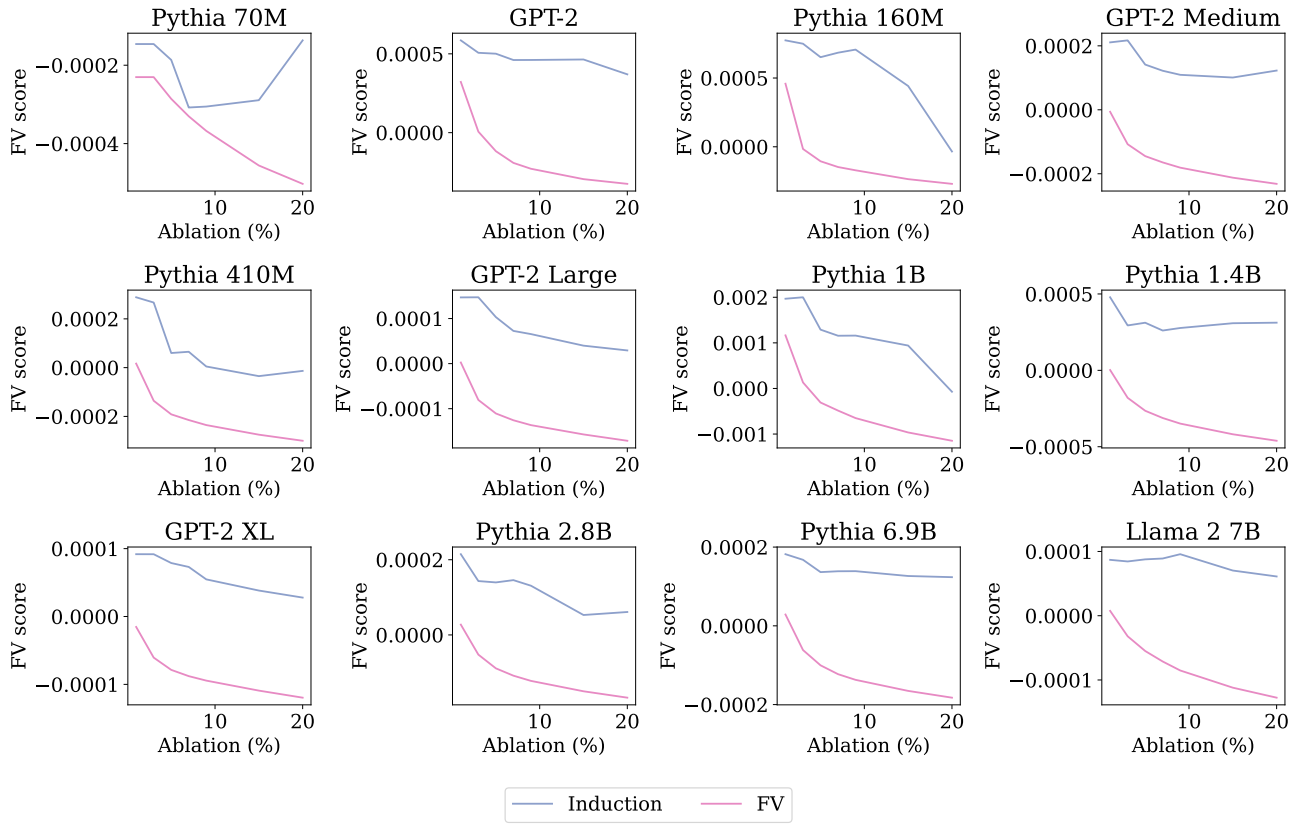 Pythia 70M
GPT-2
Pythia 160M
GPT-2 Medium
FV score
−0.0002
−0.0004
10
20
Ablation (%)
FV score
0.0005
0.0000
10
20
Ablation (%)
FV score
0.0005
0.0000
10
20
Ablation (%)
FV score
0.0002
0.0000
−0.0002
10
20
Ablation (%)
Pythia 410M
GPT-2 Large
Pythia 1B
Pythia 1.4B
FV score
0.0002
0.0000
−0.0002
10
20
Ablation (%)
FV score
0.0001
0.0000
−0.0001
10
20
Ablation (%)
FV score
0.002
0.001
0.000
−0.001
10
20
Ablation (%)
FV score
0.0005
0.0000
−0.0005
10
20
Ablation (%)
GPT-2 XL
Pythia 2.8B
Pythia 6.9B
Llama 2 7B
FV score
0.0001
0.0000
−0.0001
10
20
Ablation (%)
FV score
0.0002
0.0000
10
20
Ablation (%)
FV score
0.0002
0.0000
−0.0002
10
20
Ablation (%)
FV score
0.0001
0.0000
−0.0001
10
20
Ablation (%)
Induction
FV